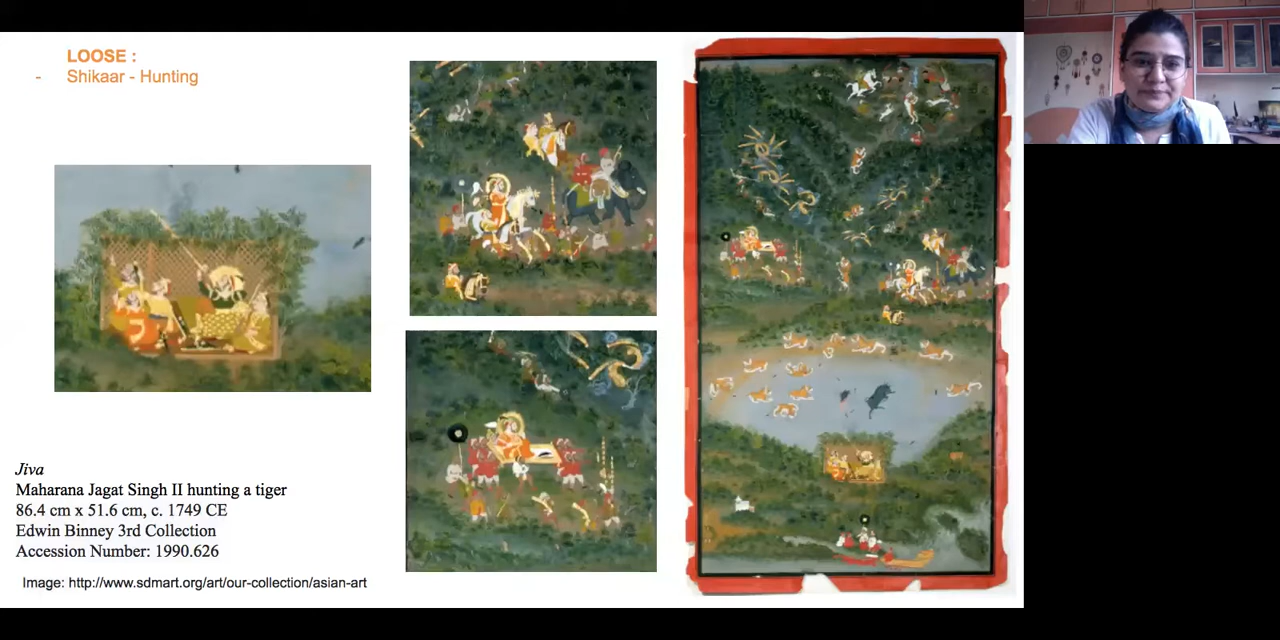 LOOSE :
- Shikaar - Hunting
Jiva
Maharana Jagat Singh II hunting a tiger
86.4 cm x 51.6 cm, c. 1749 CE
Edwin Binney 3rd Collection
Accession Number: 1990.626
Image: http://www.sdmart.org/art/our-collection/asian-art